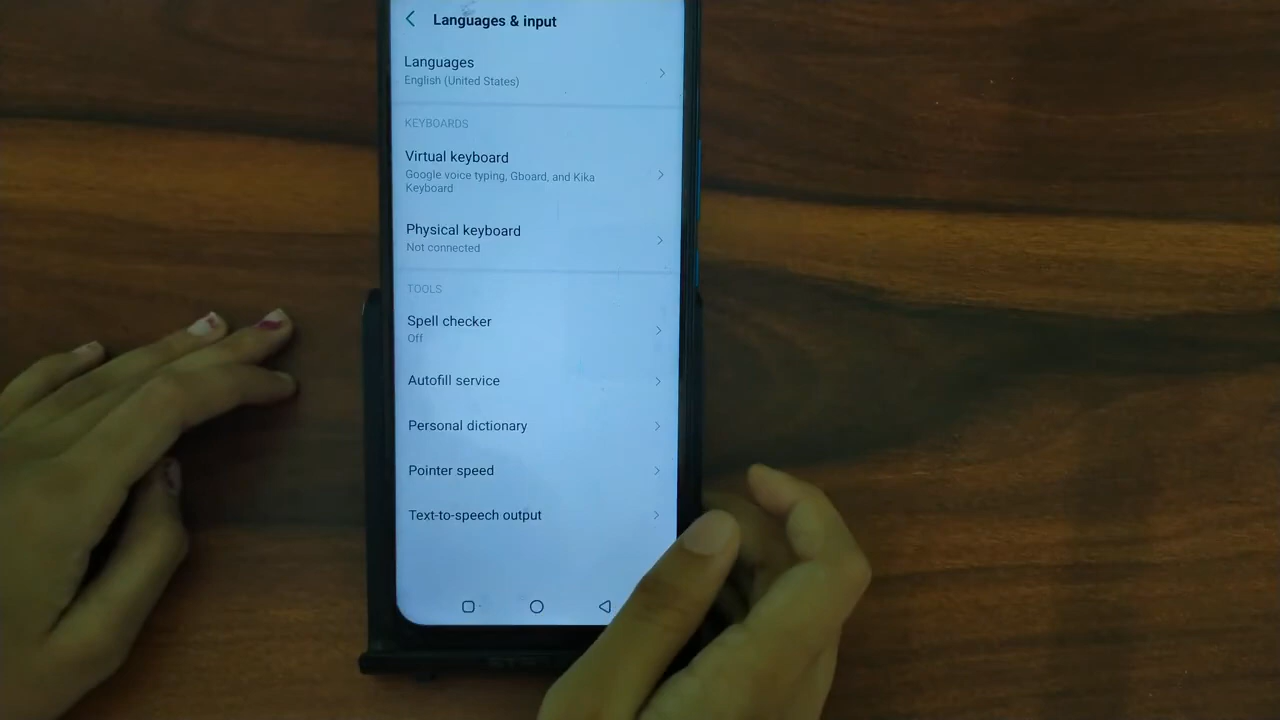 Languages & input
Languages
English (United States)
KEYBOARDS
Virtual keyboard
Google voice typing, Gboard, and Kika
Keyboard
Physical keyboard
Not connected
TOOLS
Spell checker
Off
Autofill service
Personal dictionary
Pointer speed
Text-to-speech output